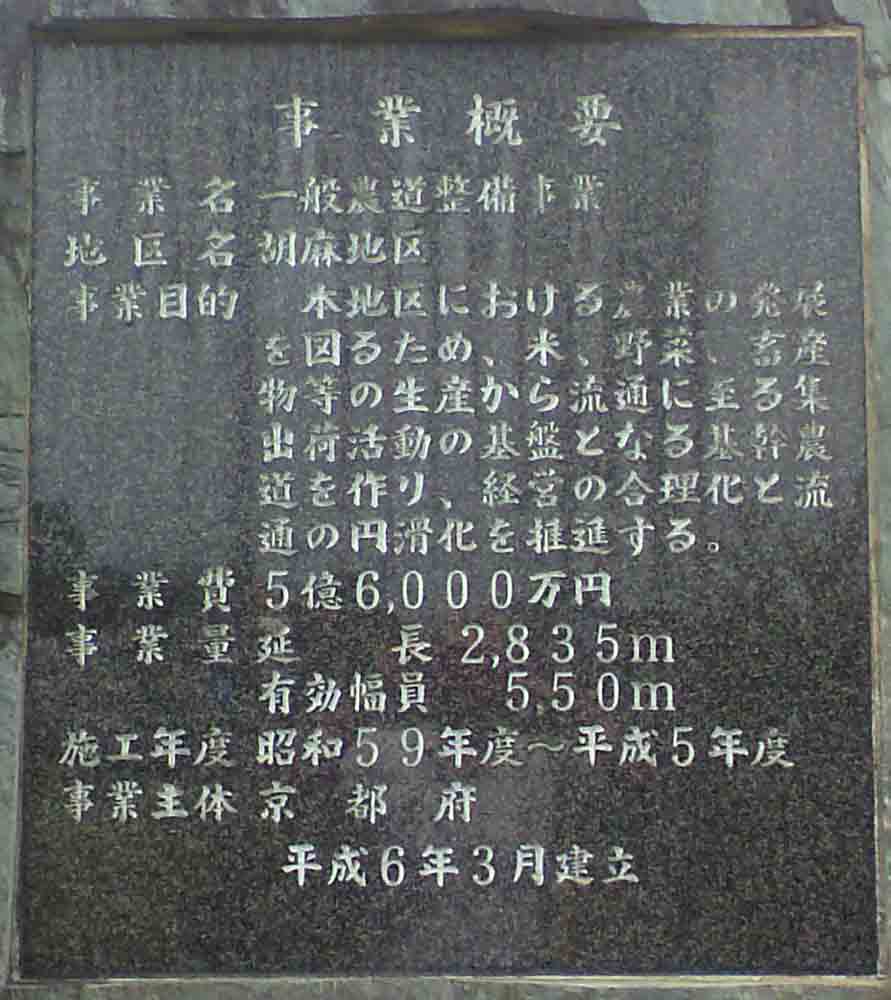 事業概要
事業名 一般農道整備事業
地区名 胡麻地区
事業目的 本地区における農業の発展
を図るため、米、野菜、畜産
物等の生産から流通に至る集
出荷活動の基盤となる基幹農
道を作り、経営の合理化と流
通の円滑化を推進する。
事業費 5億6,000万円
事業量 延 長 2,835m
有効幅員 5.50m
施工年度 昭和59年度～平成5年度
事業主体 京都府
平成6年3月建立